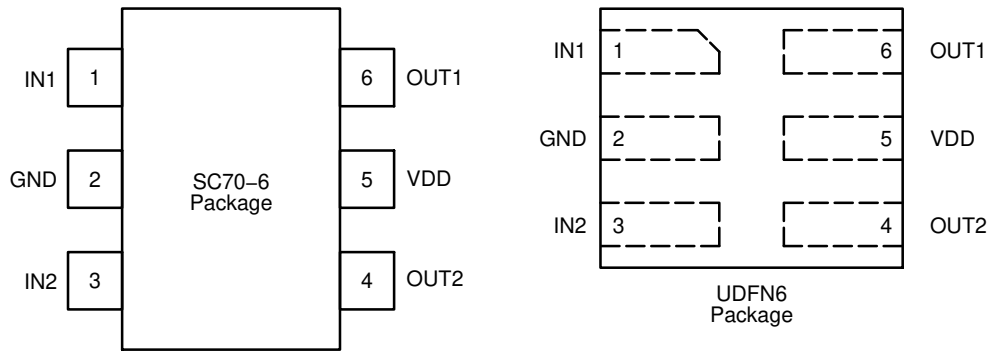 IN1 1 6 OUT1
GND 2 5 VDD
IN2 3 4 OUT2
SC70–6
Package
IN1 1 6 OUT1
GND 2 5 VDD
IN2 3 4 OUT2
UDFN6
Package